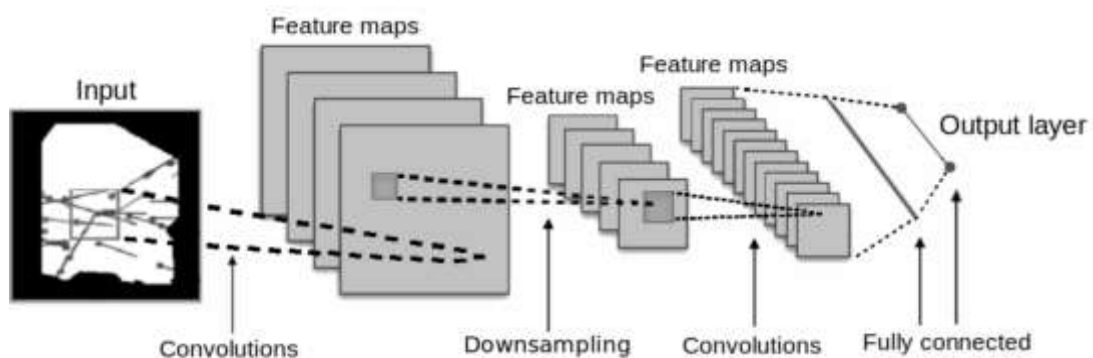 Feature maps
Input
Feature maps
Feature maps
Output layer
Convolutions
Downsampling
Convolutions
Fully connected